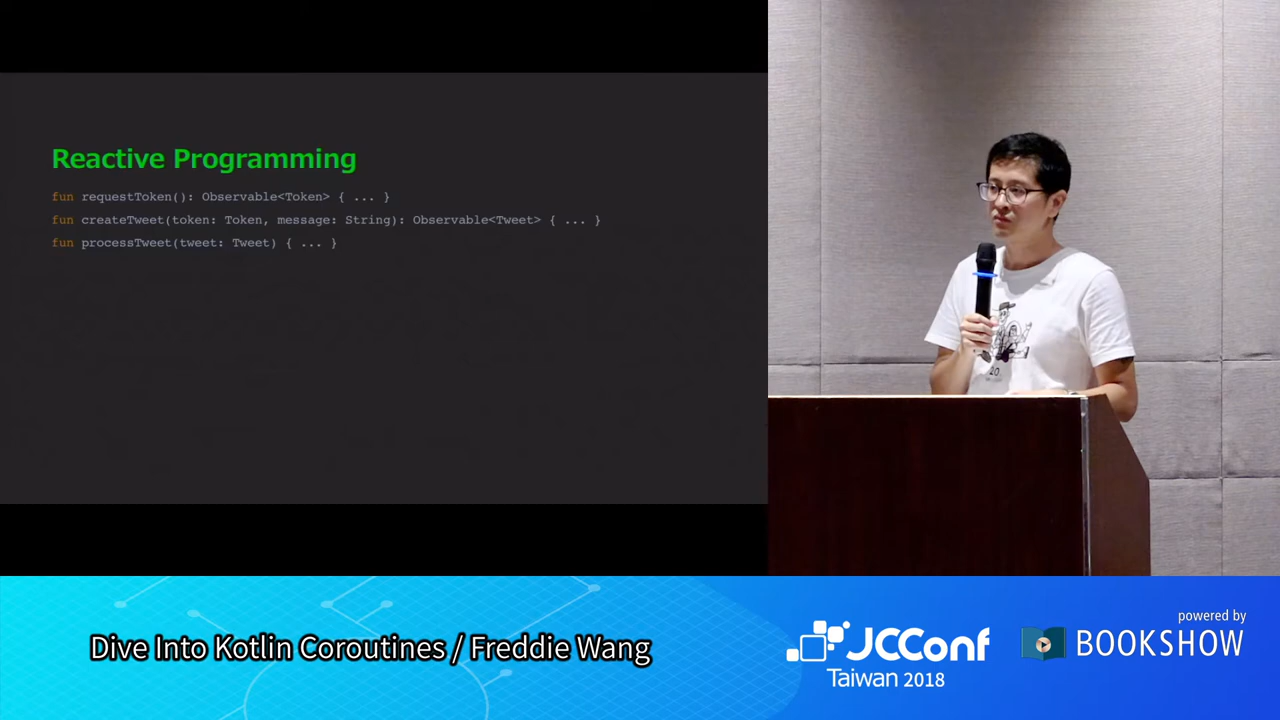 Reactive Programming
fun requestToken(): Observable<Token> { ... }
fun createTweet(token: Token, message: String): Observable<Tweet> { ... }
fun processTweet(tweet: Tweet) { ... }
20
Dive Into Kotlin Coroutines / Freddie Wang
JCConf
Taiwan 2018
powered by
BOOKSHOW